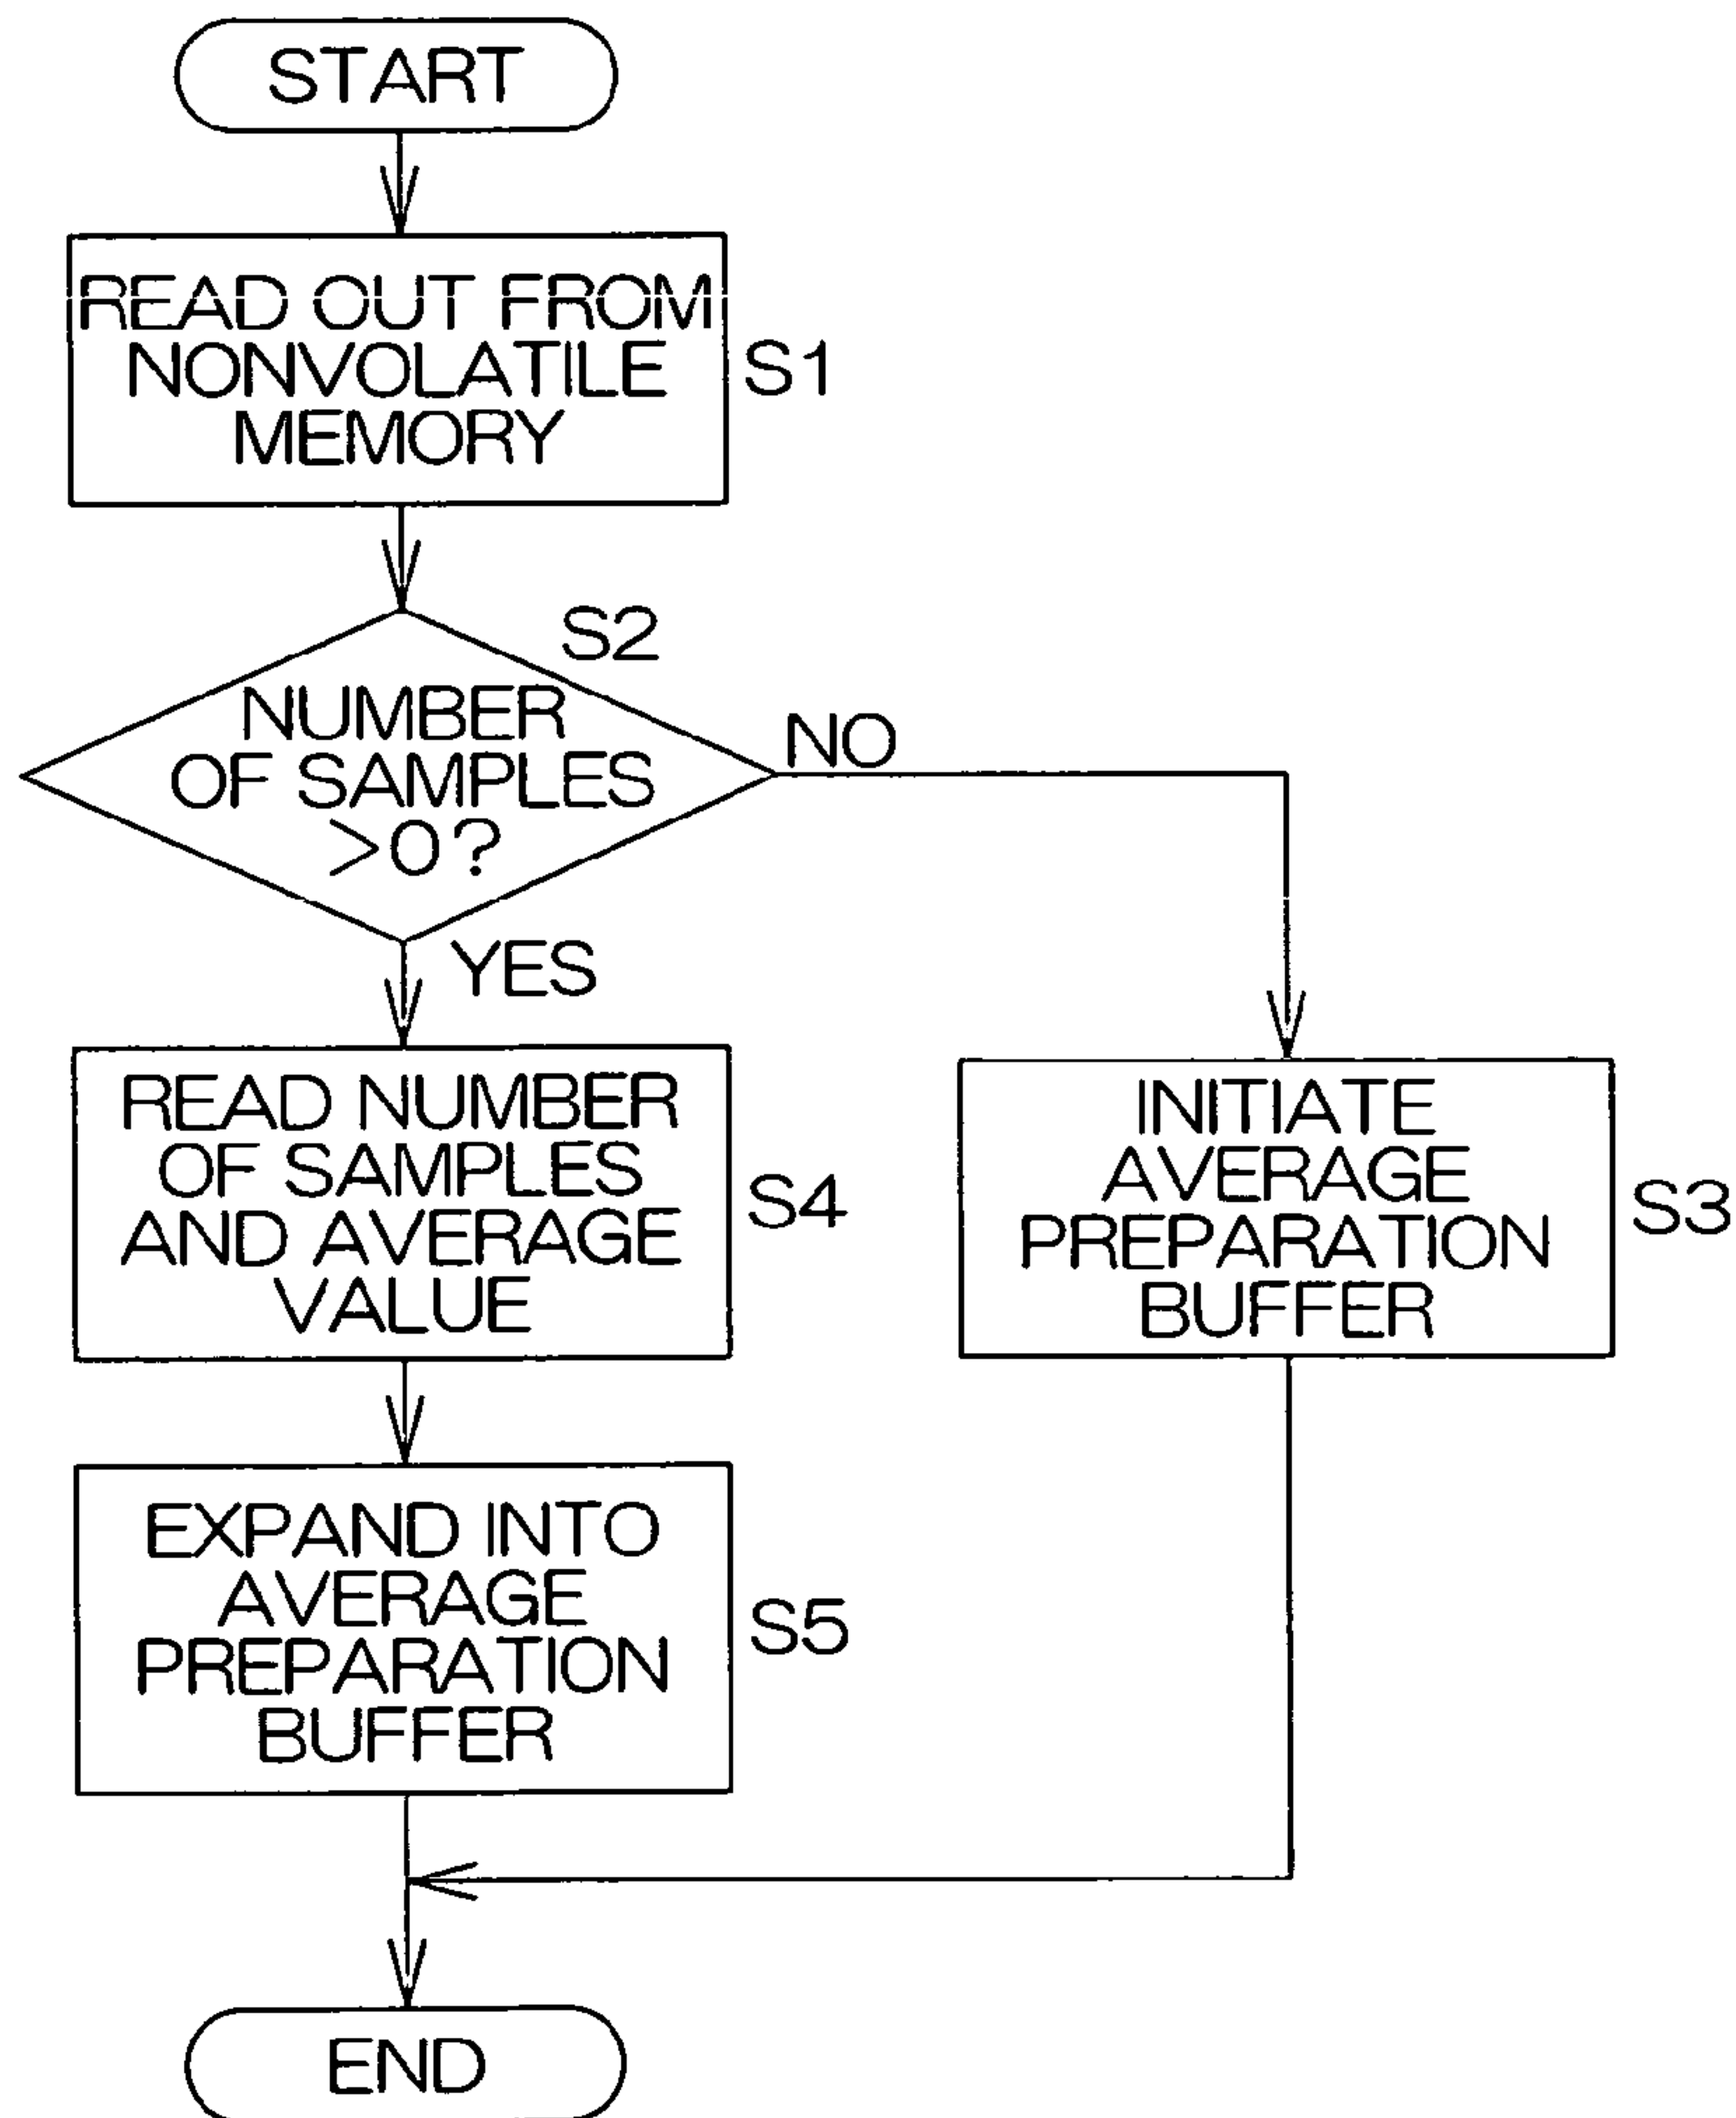 START
READ OUT FROM
NONVOLATILE
MEMORY
S1
S2
NUMBER
OF SAMPLES
>0?
NO
YES
READ NUMBER
OF SAMPLES
AND AVERAGE
VALUE
S4
INITIATE
AVERAGE
PREPARATION
BUFFER
S3
EXPAND INTO
AVERAGE
PREPARATION
BUFFER
S5
END